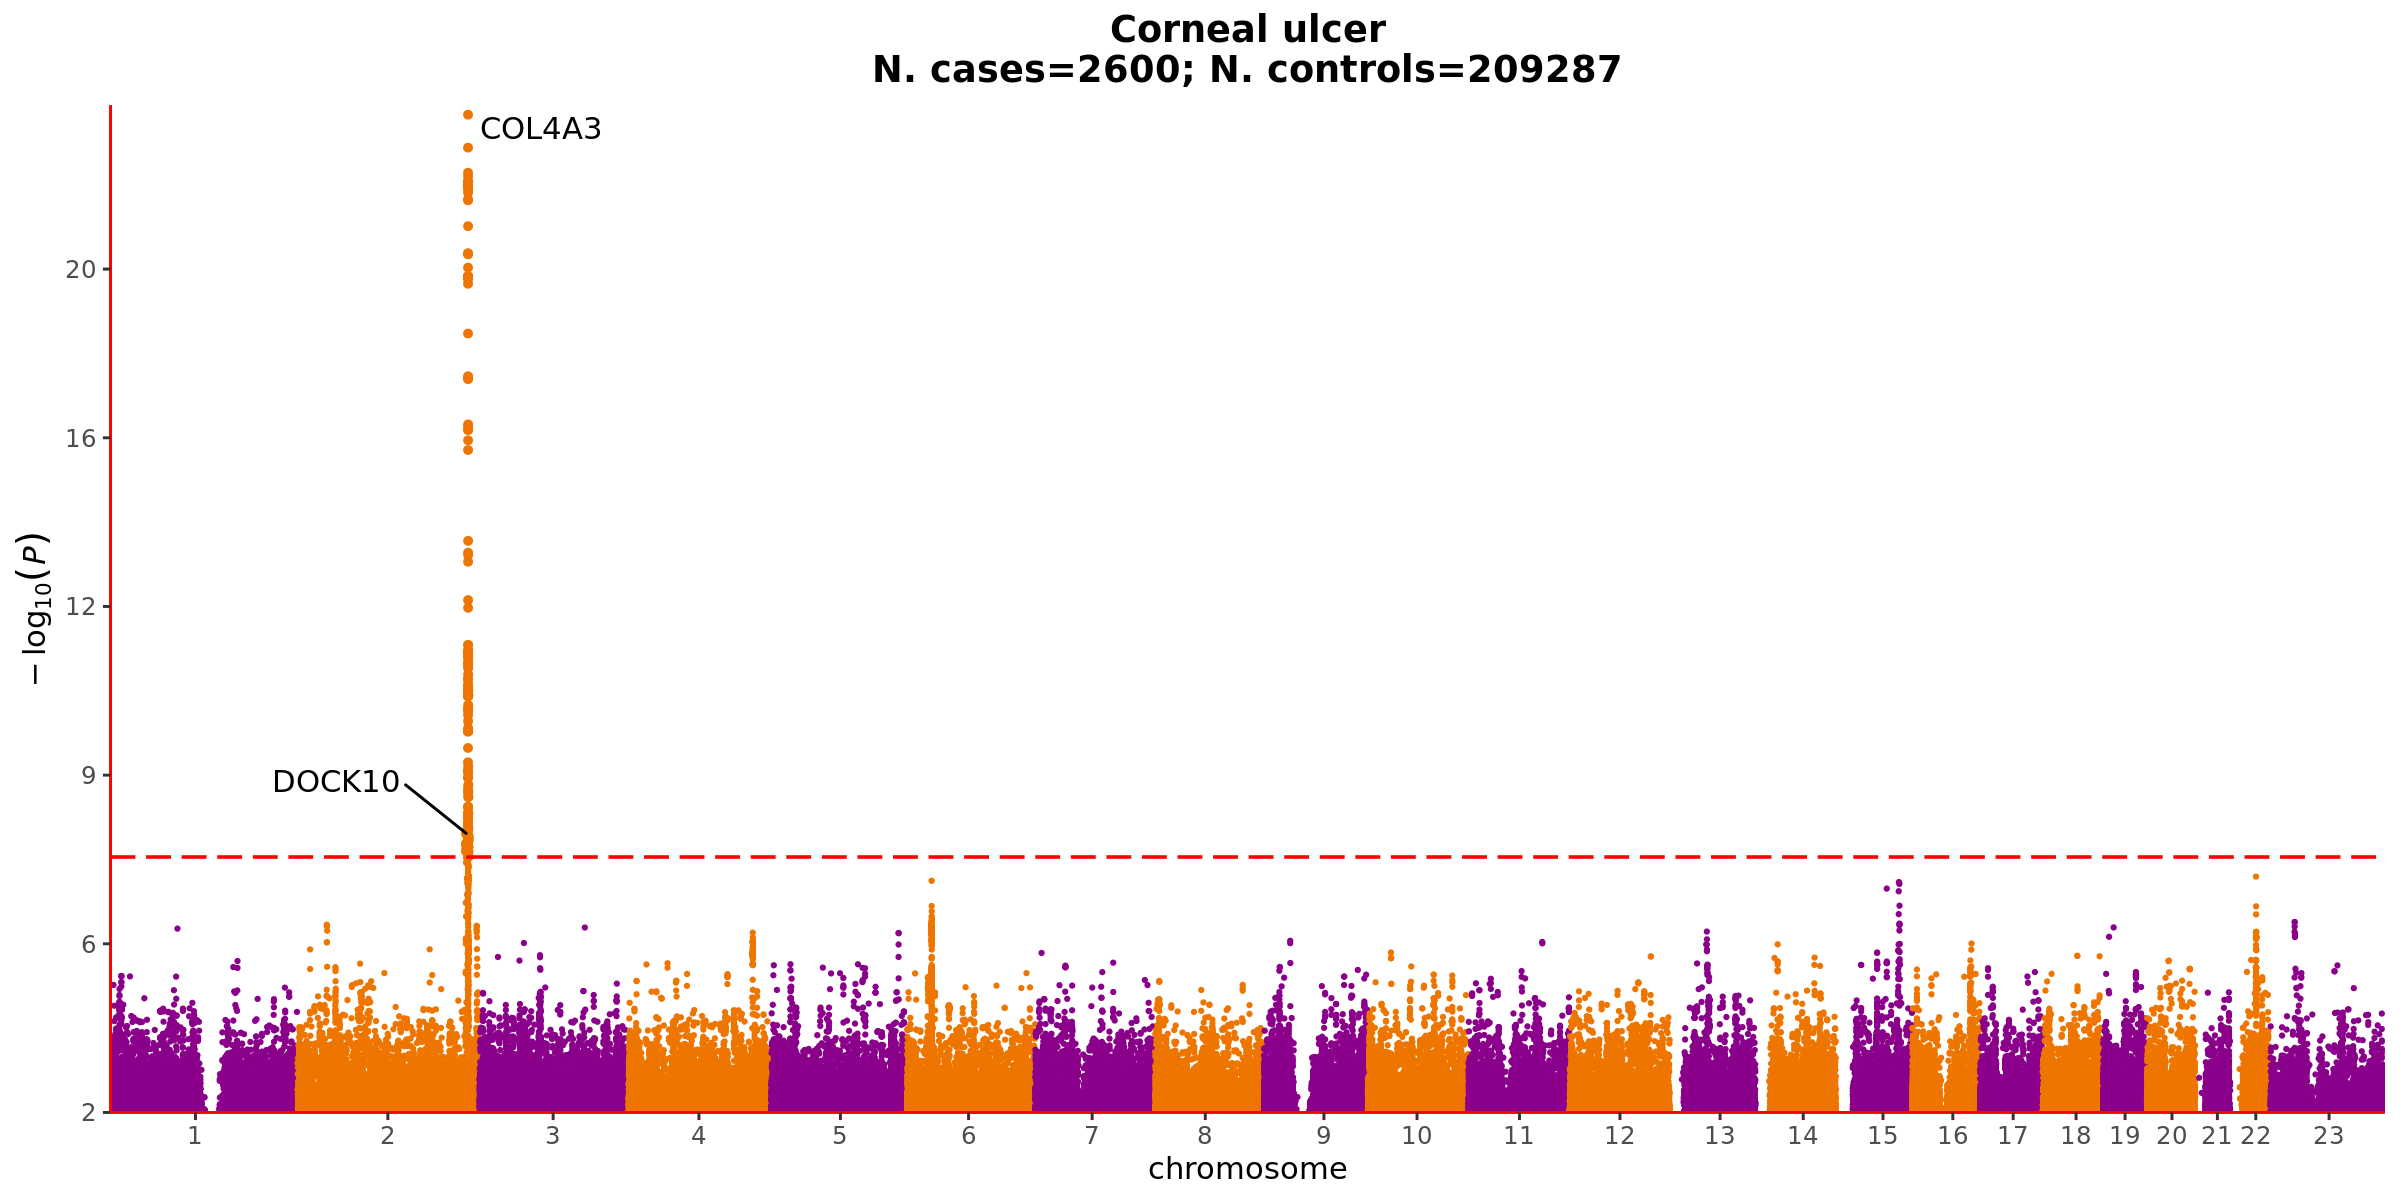 Corneal ulcer
N. cases=2600; N. controls=209287
COL4A3
20
16
− log10(P)
12
DOCK10
9
6
2
1 2 3 4 5 6 7 8 9 10 11 12 13 14 15 16 17 18 19 20 21 22 23
chromosome